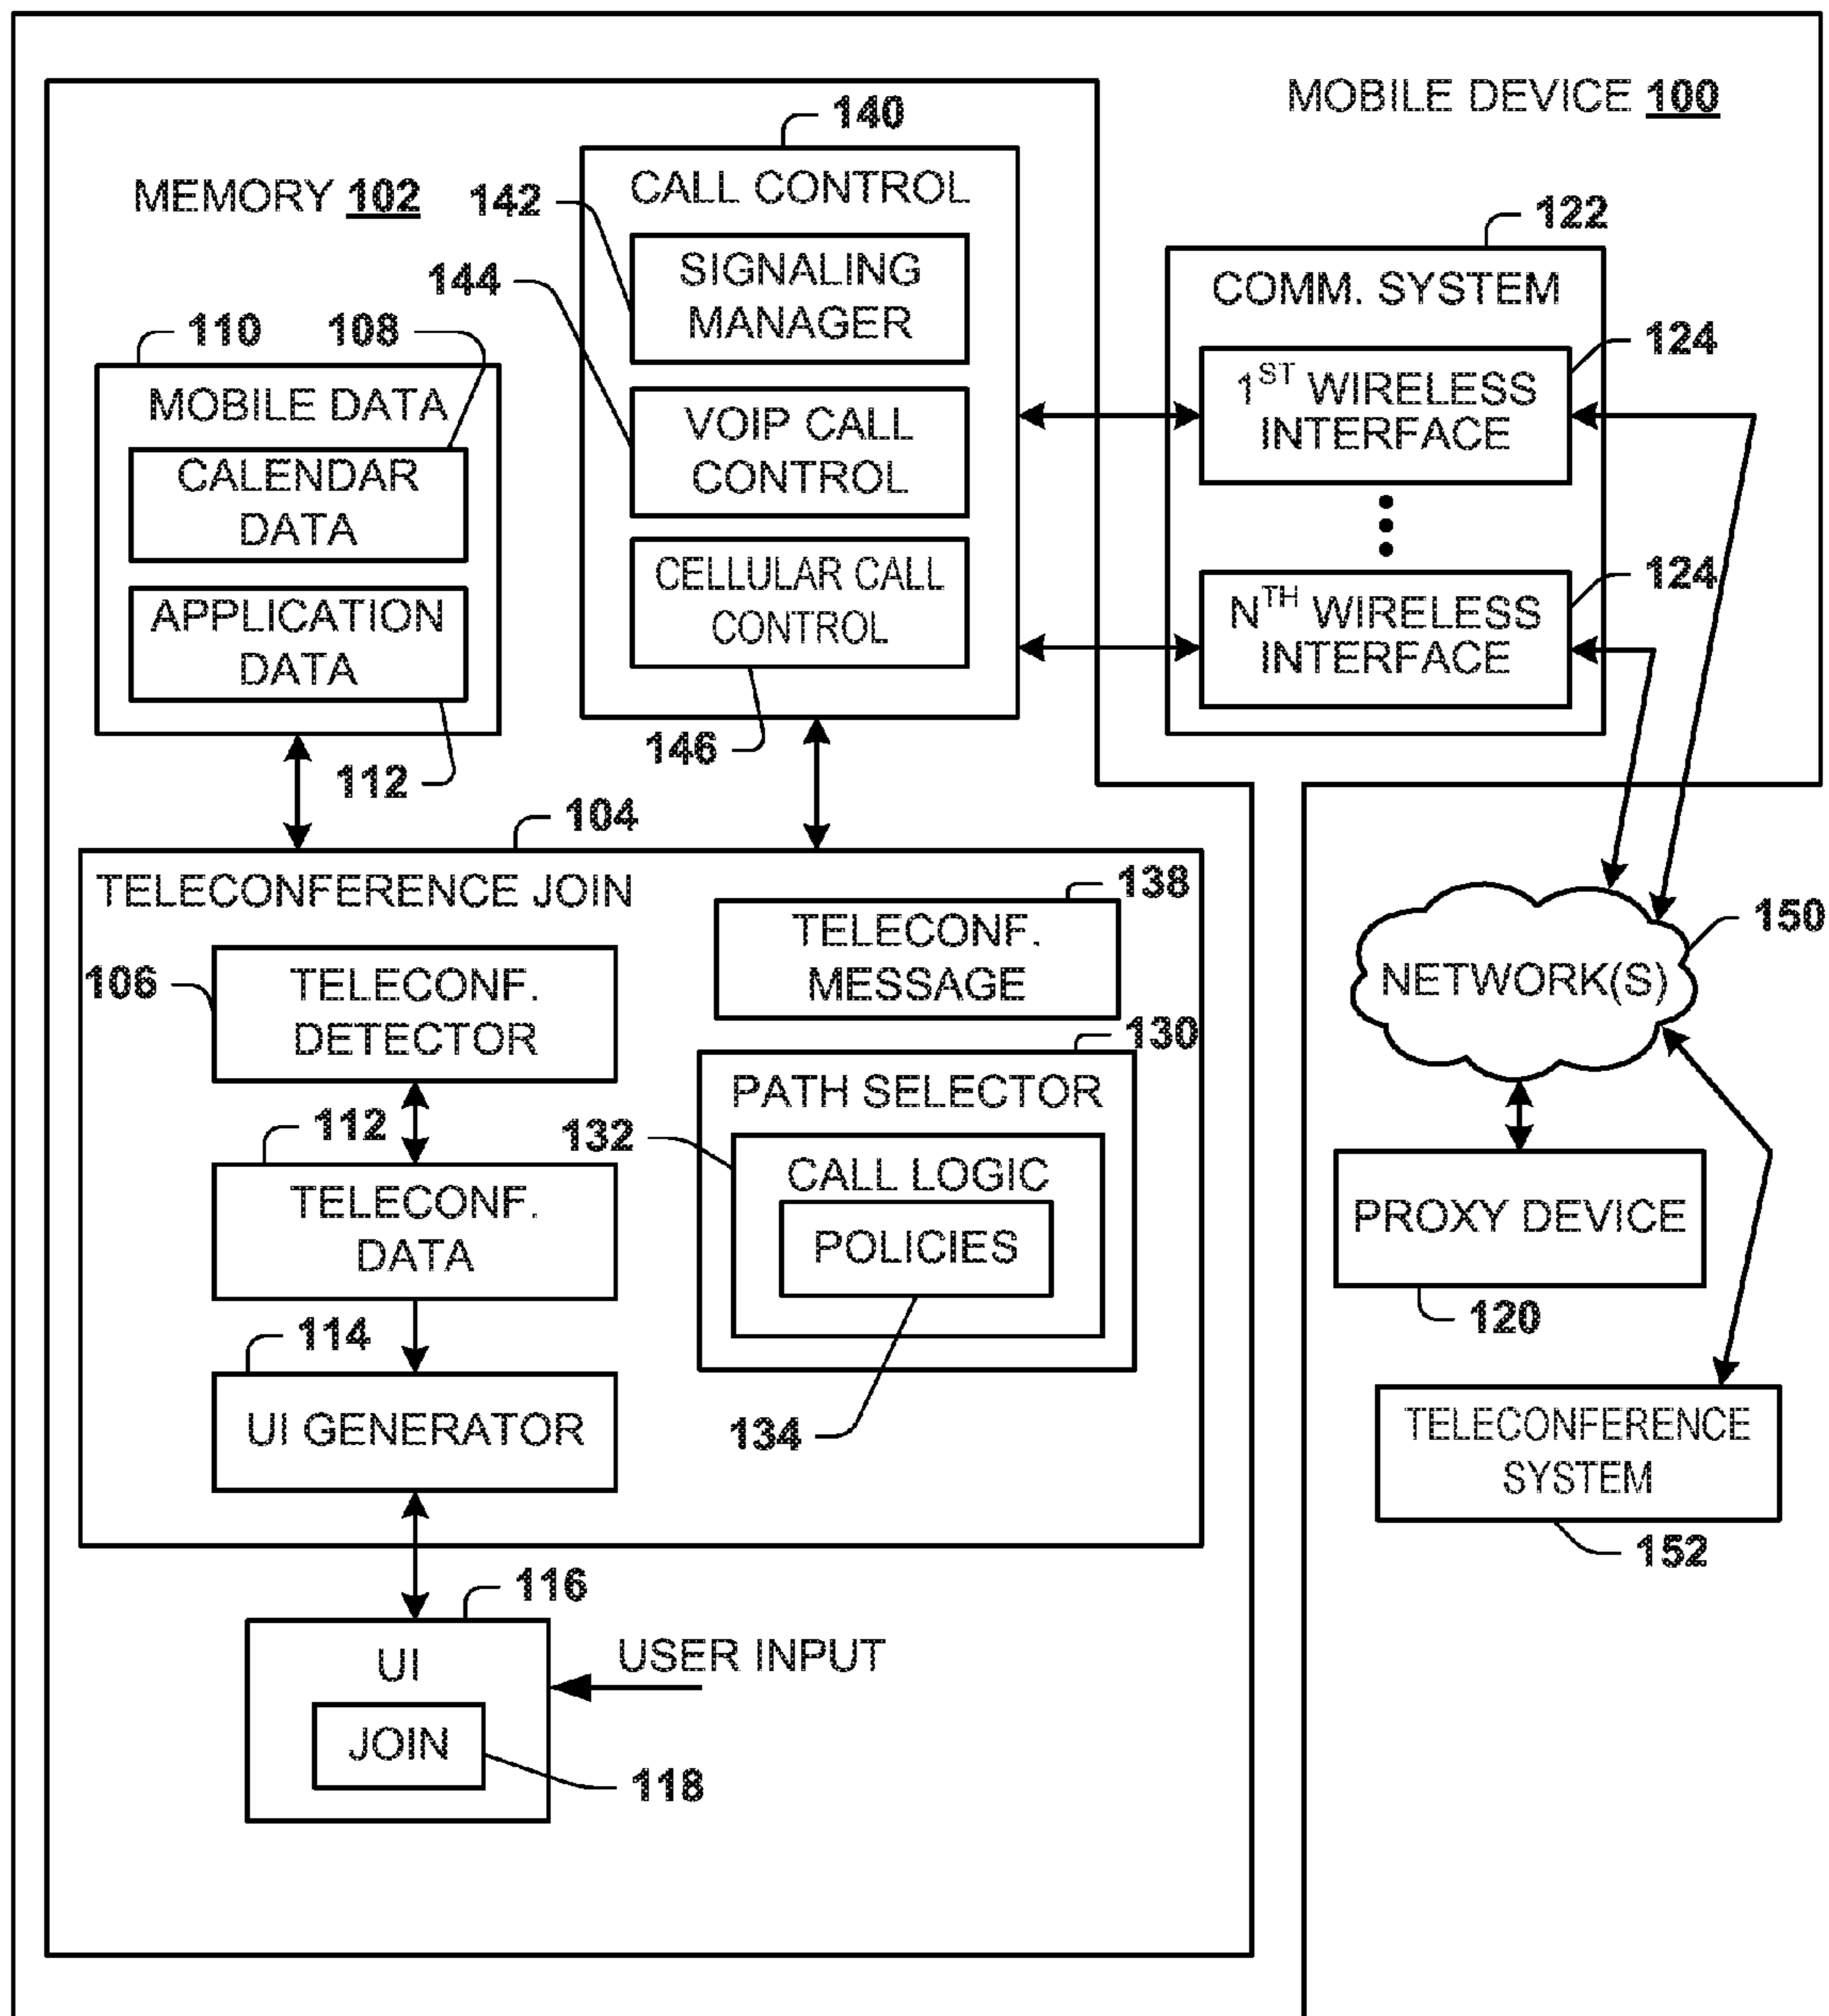 MOBILE DEVICE 100
MEMORY 102
140
CALL CONTROL
142
SIGNALING
MANAGER
144
VOIP CALL
CONTROL
CELLULAR CALL
CONTROL
146
122
COMM. SYSTEM
124
1ST WIRELESS
INTERFACE
124
NTH WIRELESS
INTERFACE
110
108
MOBILE DATA
CALENDAR
DATA
APPLICATION
DATA
112
104
TELECONFERENCE JOIN
138
TELECONF.
MESSAGE
106
TELECONF.
DETECTOR
130
PATH SELECTOR
132
CALL LOGIC
POLICIES
134
112
TELECONF.
DATA
114
UI GENERATOR
150
NETWORK(S)
PROXY DEVICE
120
TELECONFERENCE
SYSTEM
152
116
UI
USER INPUT
JOIN
118